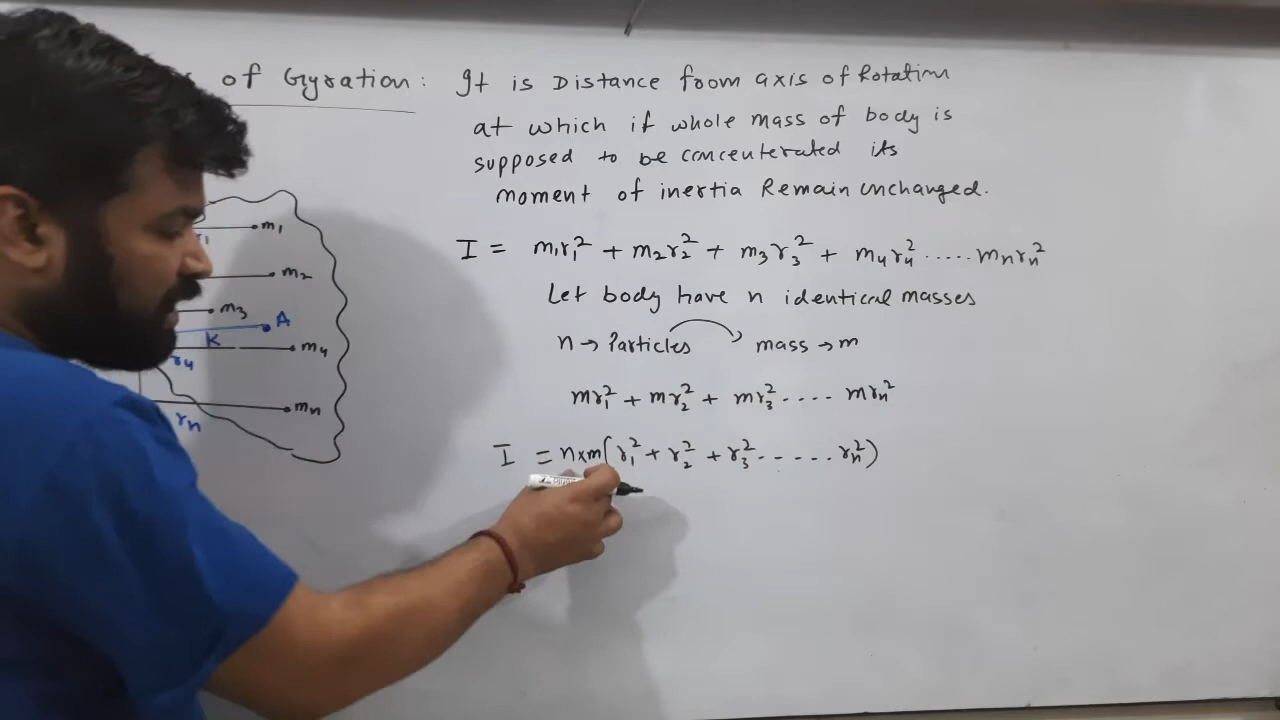 of Gyration: It is Distance from axis of Rotation
at which if whole mass of body is
supposed to be concenterated its
moment of inertia Remain unchanged.
I = m₁r₁² + m₂r₂² + m₃r₃² + m₄r₄² ..... mₙrₙ²
Let body have n identical masses
n → Particles mass → m
mr₁² + mr₂² + mr₃² .... mrₙ²
I = n×m(r₁² + r₂² + r₃² ...... rₙ²)
r₁ m₁
m₂
m₃
K A
r₄ m₄
rₙ mₙ